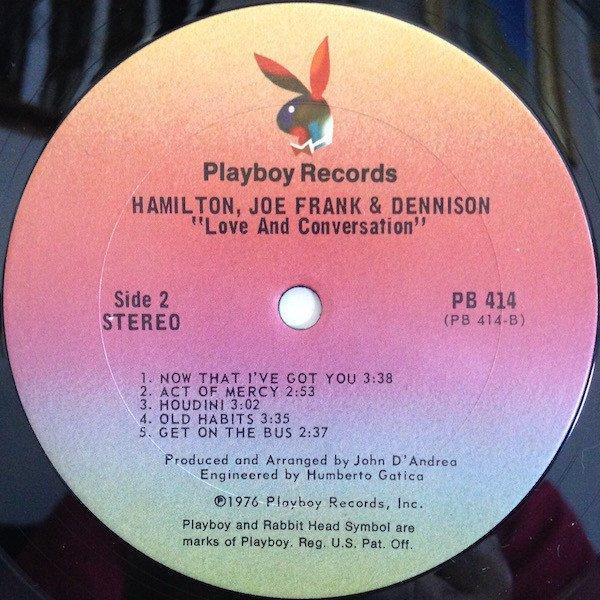 Playboy Records
HAMILTON, JOE FRANK & DENNISON
"Love And Conversation"
Side 2
STEREO
PB 414
(PB 414-B)
1. NOW THAT I'VE GOT YOU 3:38
2. ACT OF MERCY 2:53
3. HOUDINI 3:02
4. OLD HABITS 3:35
5. GET ON THE BUS 2:37
Produced and Arranged by John D'Andrea
Engineered by Humberto Gatica
℗1976 Playboy Records, Inc.
Playboy and Rabbit Head Symbol are
marks of Playboy. Reg. U.S. Pat. Off.